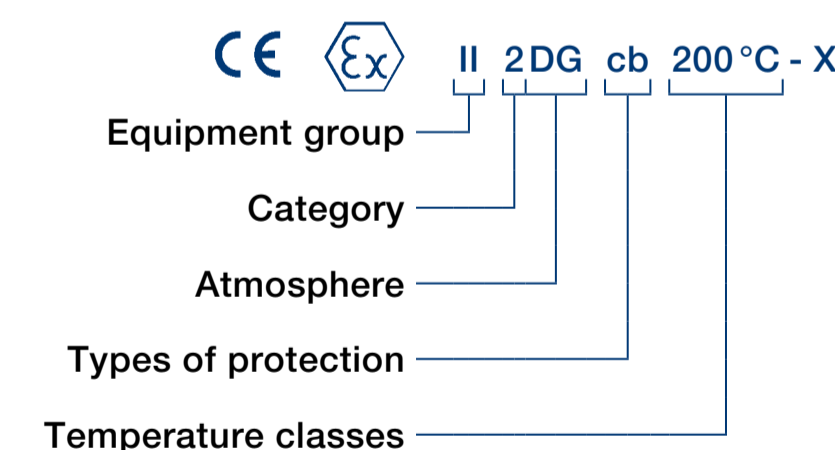 CE Ex II 2DG cb 200 °C - X
Equipment group
Category
Atmosphere
Types of protection
Temperature classes